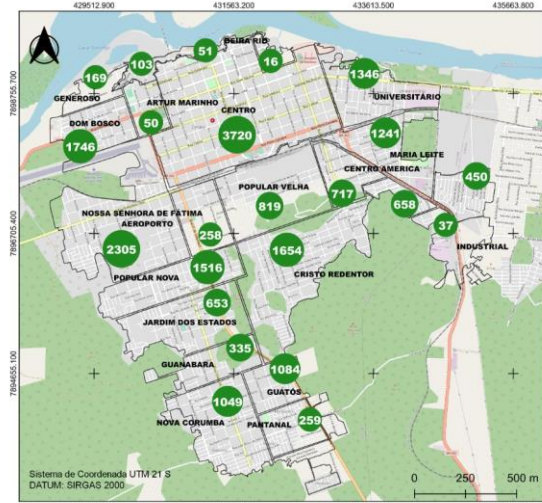 429512.900 431563.200 433613.500 435663.800
7898755.700
7896705.400
7894655.100
BEIRA RIO
51
16
103
169
1346
GENEROSO
ARTUR MARINHO
UNIVERSITÁRIO
CENTRO
DOM BOSCO
50
3720
1241
1746
MARIA LEITE
CENTRO AMERICA
450
POPULAR VELHA
717
658
819
NOSSA SENHORA DE FÁTIMA
AEROPORTO
37
258
2305
1654
INDUSTRIAL
1516
CRISTO REDENTOR
POPULAR NOVA
653
JARDIM DOS ESTADOS
335
GUANABARA
1084
GUATÓS
1049
259
NOVA CORUMBA
PANTANAL
Sistema de Coordenada UTM 21 S
DATUM: SIRGAS 2000
0 250 500 m